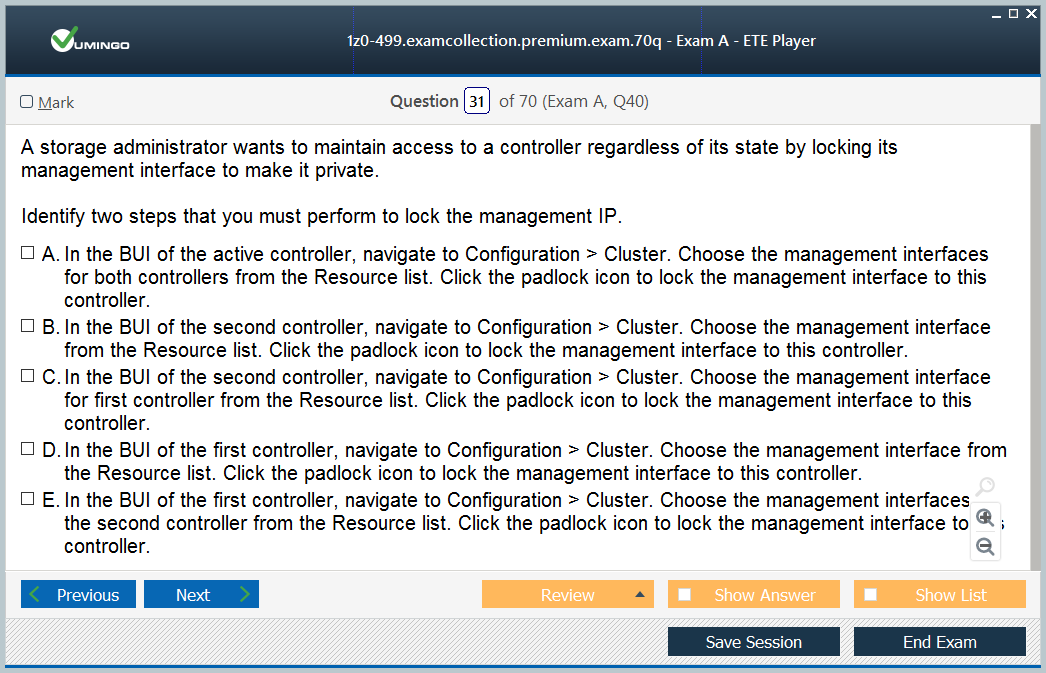 VUMINGO
1z0-499.examcollection.premium.exam.70q - Exam A - ETE Player
Mark
Question 31 of 70 (Exam A, Q40)
A storage administrator wants to maintain access to a controller regardless of its state by locking its
management interface to make it private.
Identify two steps that you must perform to lock the management IP.
A. In the BUI of the active controller, navigate to Configuration > Cluster. Choose the management interfaces
for both controllers from the Resource list. Click the padlock icon to lock the management interface to this
controller.
B. In the BUI of the second controller, navigate to Configuration > Cluster. Choose the management interface
from the Resource list. Click the padlock icon to lock the management interface to this controller.
C. In the BUI of the second controller, navigate to Configuration > Cluster. Choose the management interface
for first controller from the Resource list. Click the padlock icon to lock the management interface to this
controller.
D. In the BUI of the first controller, navigate to Configuration > Cluster. Choose the management interface from
the Resource list. Click the padlock icon to lock the management interface to this controller.
E. In the BUI of the first controller, navigate to Configuration > Cluster. Choose the management interfaces
the second controller from the Resource list. Click the padlock icon to lock the management interface to
controller.
Previous
Next
Review
Show Answer
Show List
Save Session
End Exam